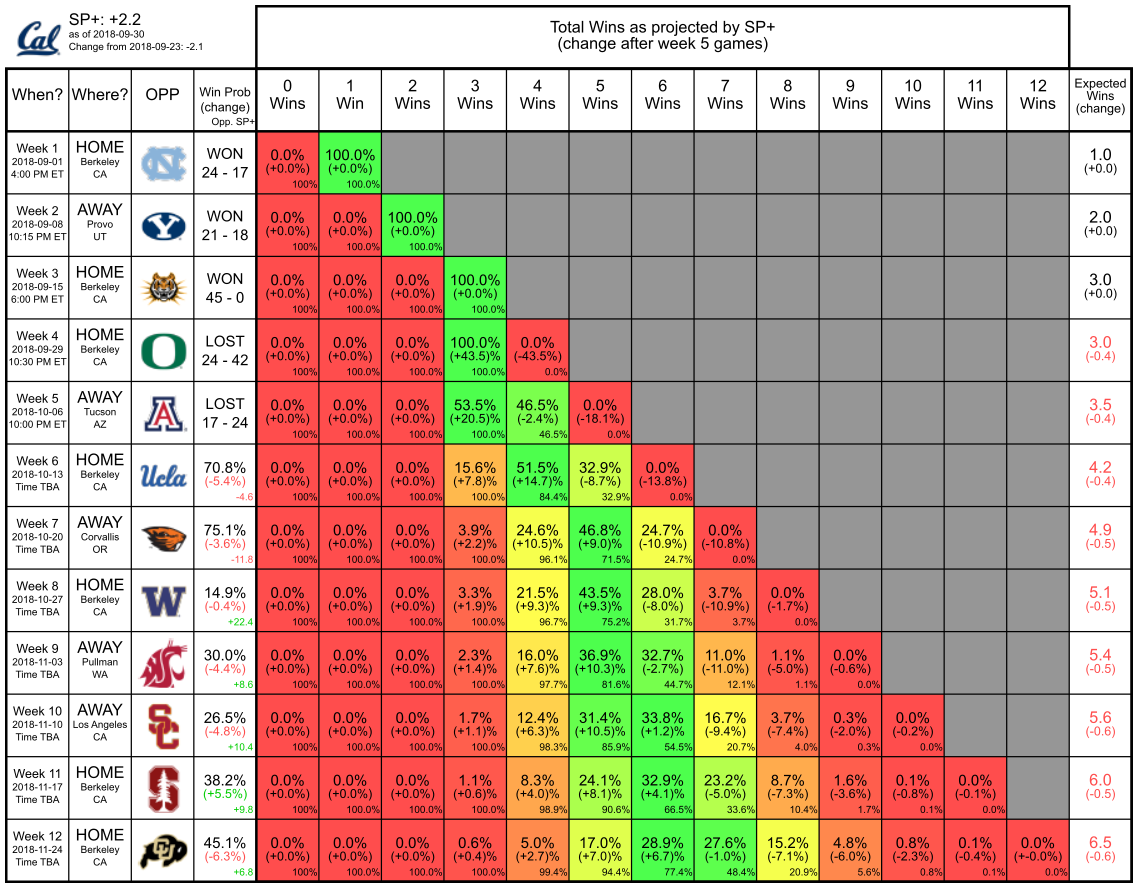 Cal
SP+: +2.2
as of 2018-09-30
Change from 2018-09-23: -2.1
Total Wins as projected by SP+
(change after week 5 games)
When? Where? OPP Win Prob (change) Opp. SP+ 0 Wins 1 Win 2 Wins 3 Wins 4 Wins 5 Wins 6 Wins 7 Wins 8 Wins 9 Wins 10 Wins 11 Wins 12 Wins Expected Wins (change)
Week 1 HOME NC WON 0.0% 100.0% 1.0
2018-09-01 Berkeley 24 - 17 (+0.0%) (+0.0%) (+0.0)
4:00 PM ET CA 100% 100.0%
Week 2 AWAY Y WON 0.0% 0.0% 100.0% 2.0
2018-09-08 Provo 21 - 18 (+0.0%) (+0.0%) (+0.0%) (+0.0)
10:15 PM ET UT 100% 100.0% 100.0%
Week 3 HOME WON 0.0% 0.0% 0.0% 100.0% 3.0
2018-09-15 Berkeley 45 - 0 (+0.0%) (+0.0%) (+0.0%) (+0.0%) (+0.0)
6:00 PM ET CA 100% 100.0% 100.0% 100.0%
Week 4 HOME O LOST 0.0% 0.0% 0.0% 100.0% 0.0% 3.0
2018-09-29 Berkeley 24 - 42 (+0.0%) (+0.0%) (+0.0%) (+43.5)% (-43.5%) (-0.4)
10:30 PM ET CA 100% 100.0% 100.0% 100.0% 0.0%
Week 5 AWAY A LOST 0.0% 0.0% 0.0% 53.5% 46.5% 0.0% 3.5
2018-10-06 Tucson 17 - 24 (+0.0%) (+0.0%) (+0.0%) (+20.5)% (-2.4%) (-18.1%) (-0.4)
10:00 PM ET AZ 100% 100.0% 100.0% 100.0% 46.5% 0.0%
Week 6 HOME Ucla 70.8% 0.0% 0.0% 0.0% 15.6% 51.5% 32.9% 0.0% 4.2
2018-10-13 Berkeley (-5.4%) (+0.0%) (+0.0%) (+0.0%) (+7.8)% (+14.7)% (-8.7%) (-13.8%) (-0.4)
Time TBA CA -4.6 100% 100.0% 100.0% 100.0% 84.4% 32.9% 0.0%
Week 7 AWAY 75.1% 0.0% 0.0% 0.0% 3.9% 24.6% 46.8% 24.7% 0.0% 4.9
2018-10-20 Corvallis (-3.6%) (+0.0%) (+0.0%) (+0.0%) (+2.2)% (+10.5)% (+9.0)% (-10.9%) (-10.8%) (-0.5)
Time TBA OR -11.8 100% 100.0% 100.0% 100.0% 96.1% 71.5% 24.7% 0.0%
Week 8 HOME W 14.9% 0.0% 0.0% 0.0% 3.3% 21.5% 43.5% 28.0% 3.7% 0.0% 5.1
2018-10-27 Berkeley (-0.4%) (+0.0%) (+0.0%) (+0.0%) (+1.9)% (+9.3)% (+9.3)% (-8.0%) (-10.9%) (-1.7%) (-0.5)
Time TBA CA +22.4 100% 100.0% 100.0% 100.0% 96.7% 75.2% 31.7% 3.7% 0.0%
Week 9 AWAY WSC 30.0% 0.0% 0.0% 0.0% 2.3% 16.0% 36.9% 32.7% 11.0% 1.1% 0.0% 5.4
2018-11-03 Pullman (-4.4%) (+0.0%) (+0.0%) (+0.0%) (+1.4)% (+7.6)% (+10.3)% (-2.7%) (-11.0%) (-5.0%) (-0.6%) (-0.5)
Time TBA WA +8.6 100% 100.0% 100.0% 100.0% 97.7% 81.6% 44.7% 12.1% 1.1% 0.0%
Week 10 AWAY SC 26.5% 0.0% 0.0% 0.0% 1.7% 12.4% 31.4% 33.8% 16.7% 3.7% 0.3% 0.0% 5.6
2018-11-10 Los Angeles (-4.8%) (+0.0%) (+0.0%) (+0.0%) (+1.1)% (+6.3)% (+10.5)% (+1.2)% (-9.4%) (-7.4%) (-2.0%) (-0.2%) (-0.6)
Time TBA CA +10.4 100% 100.0% 100.0% 100.0% 98.3% 85.9% 54.5% 20.7% 4.0% 0.3% 0.0%
Week 11 HOME S 38.2% 0.0% 0.0% 0.0% 1.1% 8.3% 24.1% 32.9% 23.2% 8.7% 1.6% 0.1% 0.0% 6.0
2018-11-17 Berkeley (+5.5%) (+0.0%) (+0.0%) (+0.0%) (+0.6)% (+4.0)% (+8.1)% (+4.1)% (-5.0%) (-7.3%) (-3.6%) (-0.8%) (-0.1%) (-0.5)
Time TBA CA +9.8 100% 100.0% 100.0% 100.0% 98.9% 90.6% 66.5% 33.6% 10.4% 1.7% 0.1% 0.0%
Week 12 HOME CU 45.1% 0.0% 0.0% 0.0% 0.6% 5.0% 17.0% 28.9% 27.6% 15.2% 4.8% 0.8% 0.1% 0.0% 6.5
2018-11-24 Berkeley (-6.3%) (+0.0%) (+0.0%) (+0.0%) (+0.4)% (+2.7)% (+7.0)% (+6.7)% (-1.0%) (-7.1%) (-6.0%) (-2.3%) (-0.4%) (+-0.0%) (-0.6)
Time TBA CA +6.8 100% 100.0% 100.0% 100.0% 99.4% 94.4% 77.4% 48.4% 20.9% 5.6% 0.8% 0.1% 0.0%